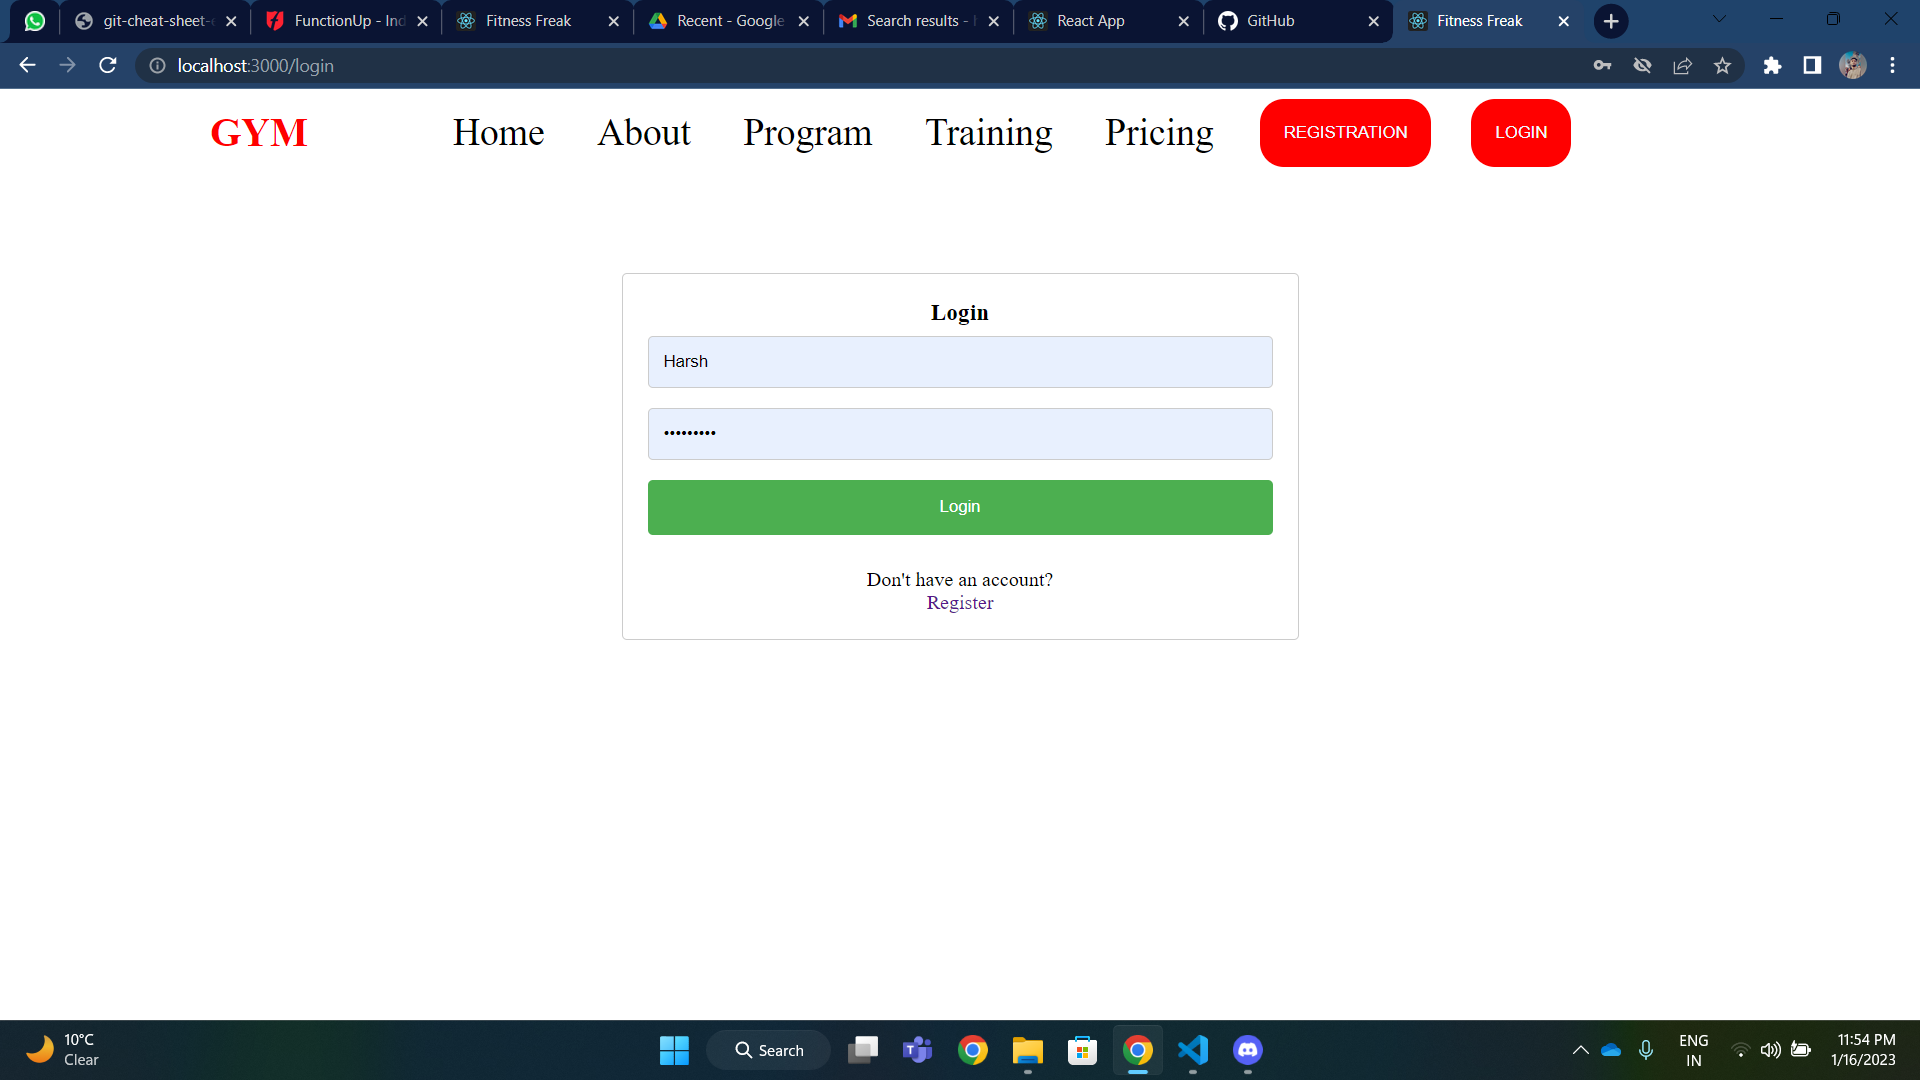 git-cheat-sheet-e
FunctionUp - Ind
Fitness Freak
Recent - Google
Search results -
React App
GitHub
Fitness Freak
localhost:3000/login
GYM
Home
About
Program
Training
Pricing
REGISTRATION
LOGIN
Login
Harsh
•••••••••
Login
Don't have an account?
Register
10°C
Clear
Search
ENG
IN
11:54 PM
1/16/2023